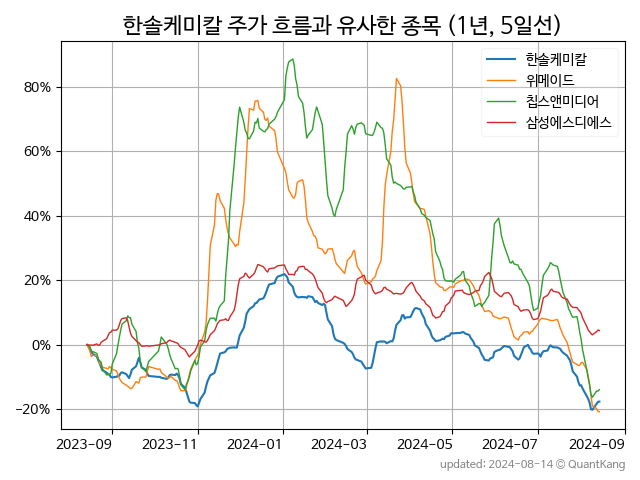 한솔케미칼 주가 흐름과 유사한 종목 (1년, 5일선)
한솔케미칼
위메이드
칩스앤미디어
삼성에스디에스
80%
60%
40%
20%
0%
−20%
2023-09 2023-11 2024-01 2024-03 2024-05 2024-07 2024-09
updated: 2024-08-14 © QuantKang